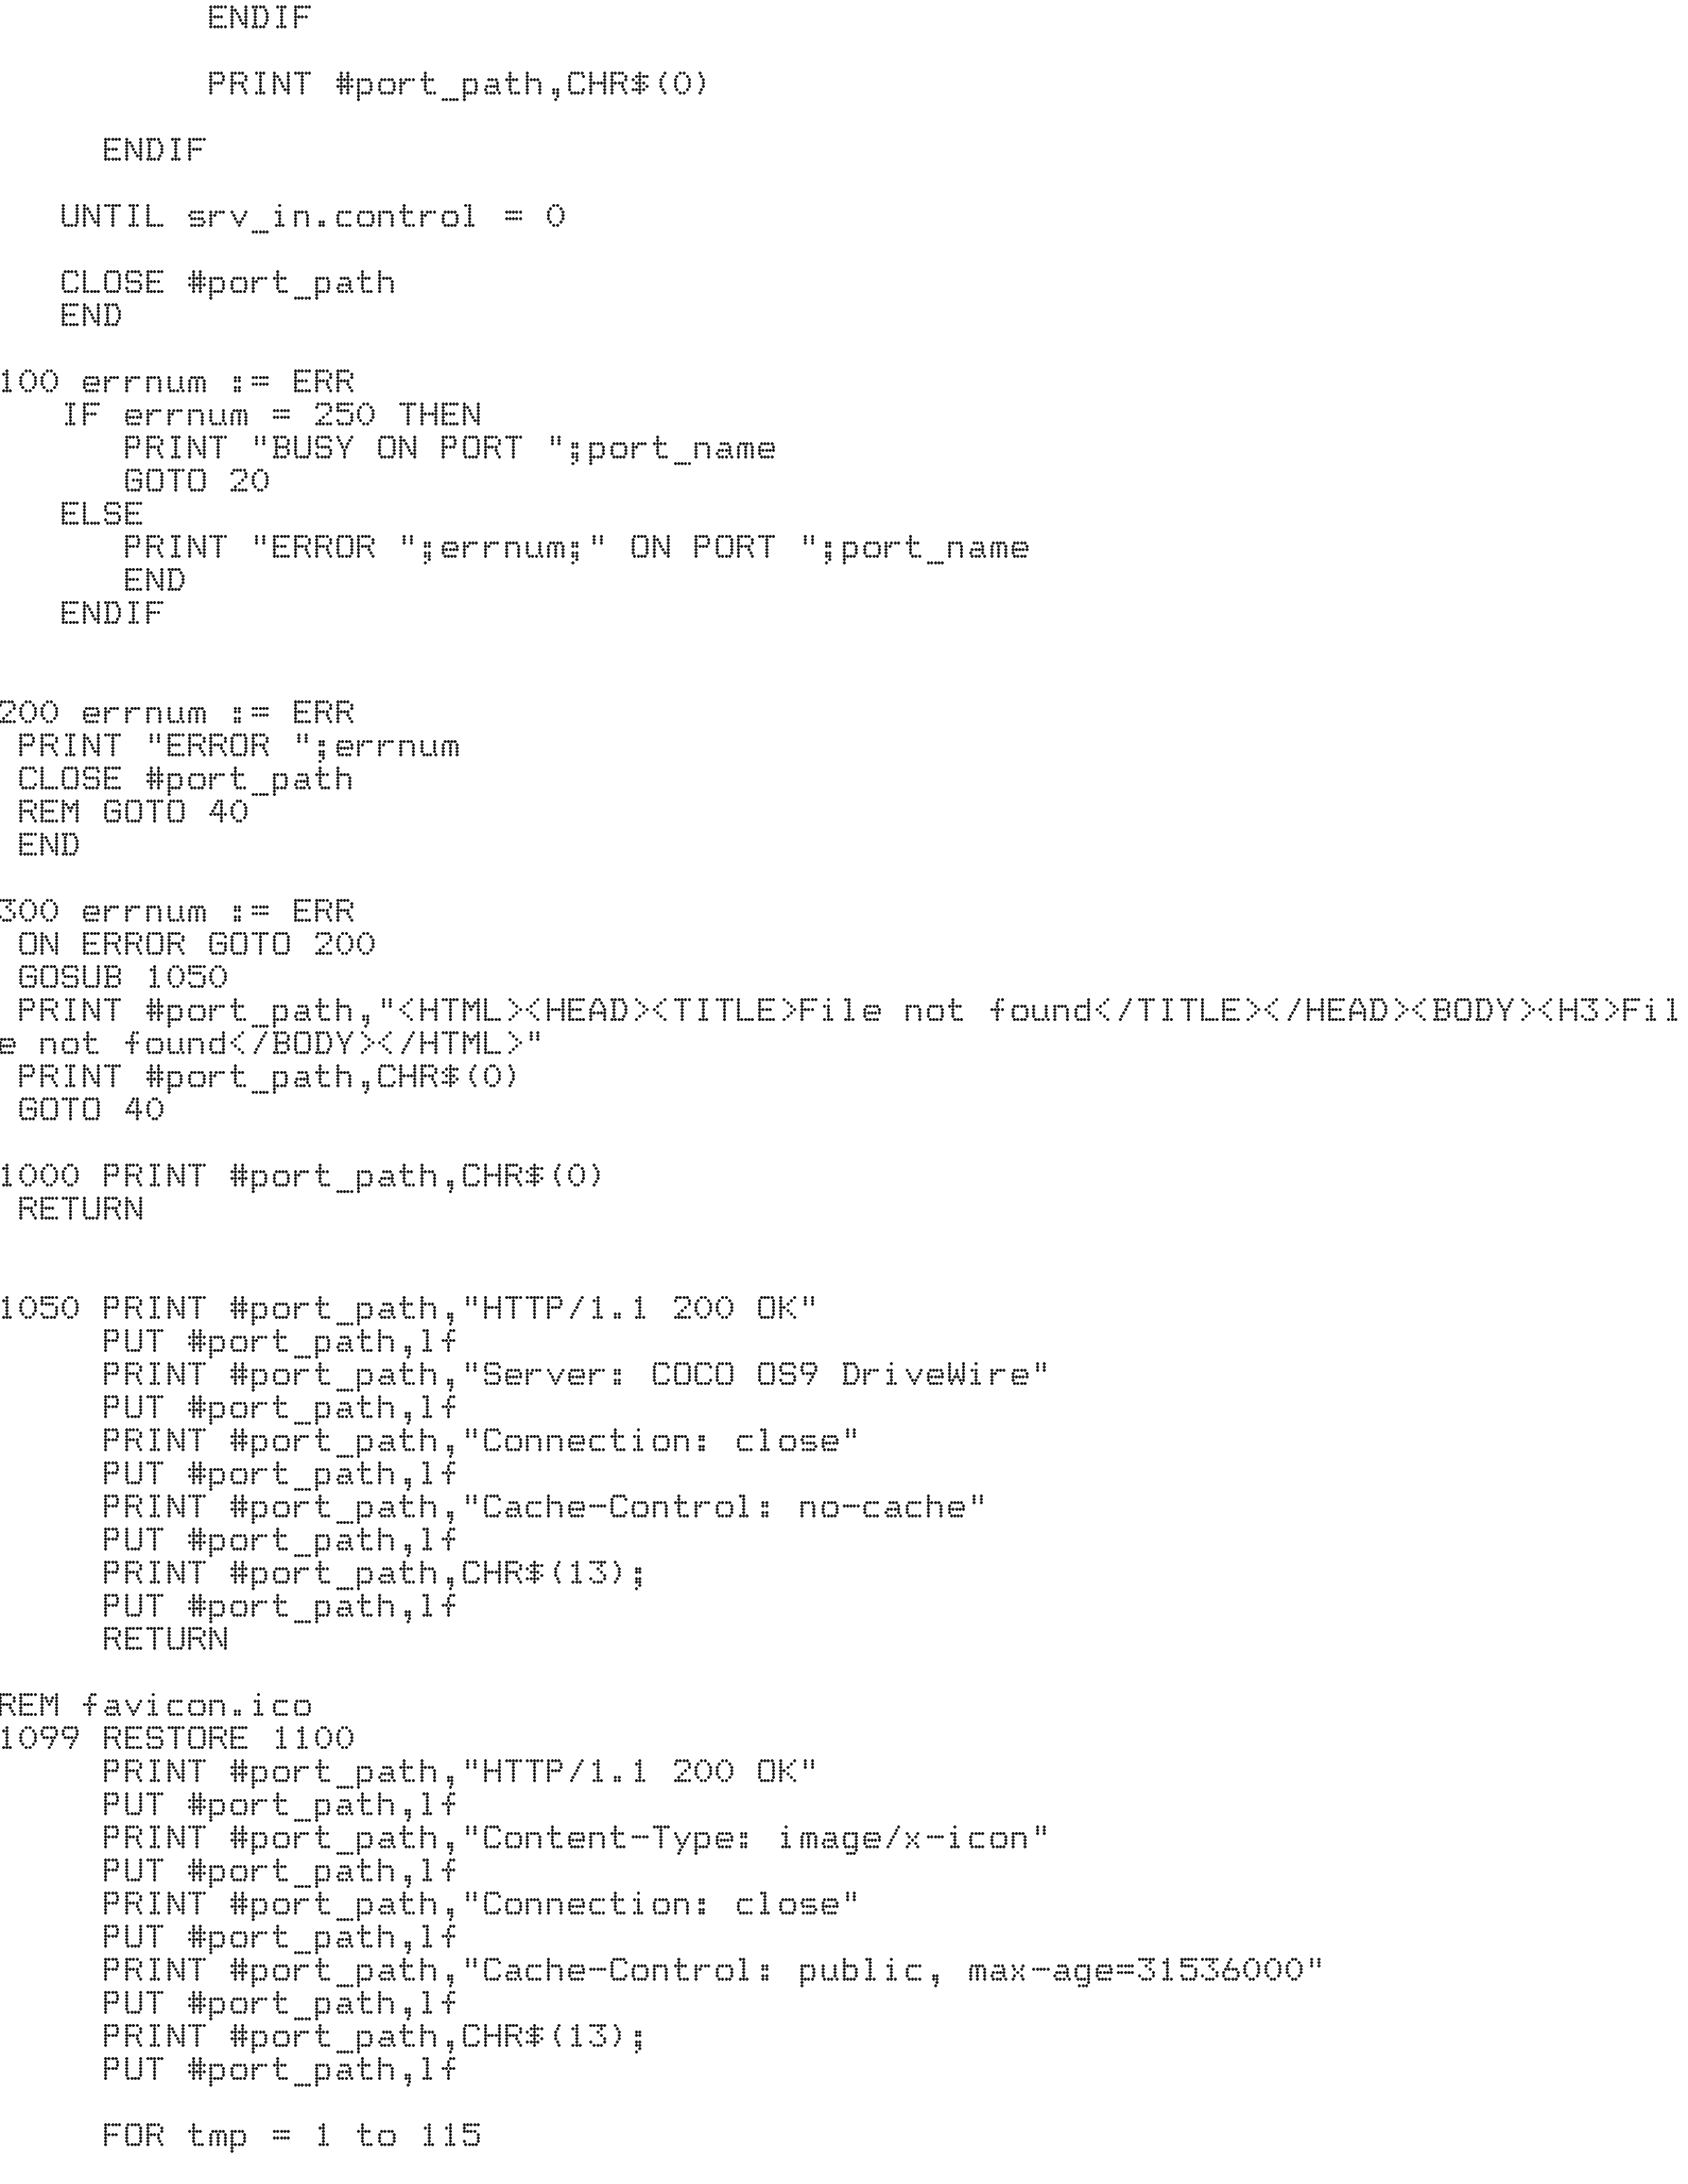 ENDIF
PRINT #port_path,CHR$(0)
ENDIF
UNTIL srv_in.control = 0
CLOSE #port_path
END
100 errnum := ERR
IF errnum = 250 THEN
PRINT "BUSY ON PORT ";port_name
GOTO 20
ELSE
PRINT "ERROR ";errnum;" ON PORT ";port_name
END
ENDIF
200 errnum := ERR
PRINT "ERROR ";errnum
CLOSE #port_path
REM GOTO 40
END
300 errnum := ERR
ON ERROR GOTO 200
GOSUB 1050
PRINT #port_path,"<HTML><HEAD><TITLE>File not found</TITLE></HEAD><BODY><H3>Fil
e not found</BODY></HTML>"
PRINT #port_path,CHR$(0)
GOTO 40
1000 PRINT #port_path,CHR$(0)
RETURN
1050 PRINT #port_path,"HTTP/1.1 200 OK"
PUT #port_path,lf
PRINT #port_path,"Server: COCO OS9 DriveWire"
PUT #port_path,lf
PRINT #port_path,"Connection: close"
PUT #port_path,lf
PRINT #port_path,"Cache-Control: no-cache"
PUT #port_path,lf
PRINT #port_path,CHR$(13);
PUT #port_path,lf
RETURN
REM favicon.ico
1099 RESTORE 1100
PRINT #port_path,"HTTP/1.1 200 OK"
PUT #port_path,lf
PRINT #port_path,"Content-Type: image/x-icon"
PUT #port_path,lf
PRINT #port_path,"Connection: close"
PUT #port_path,lf
PRINT #port_path,"Cache-Control: public, max-age=31536000"
PUT #port_path,lf
PRINT #port_path,CHR$(13);
PUT #port_path,lf
FOR tmp = 1 to 115